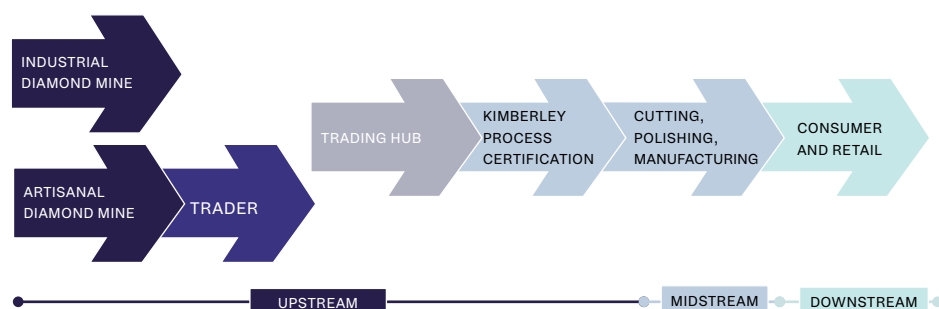 INDUSTRIAL
DIAMOND MINE
ARTISANAL
DIAMOND MINE
TRADER
TRADING HUB
KIMBERLEY
PROCESS
CERTIFICATION
CUTTING,
POLISHING,
MANUFACTURING
CONSUMER
AND RETAIL
UPSTREAM
MIDSTREAM
DOWNSTREAM